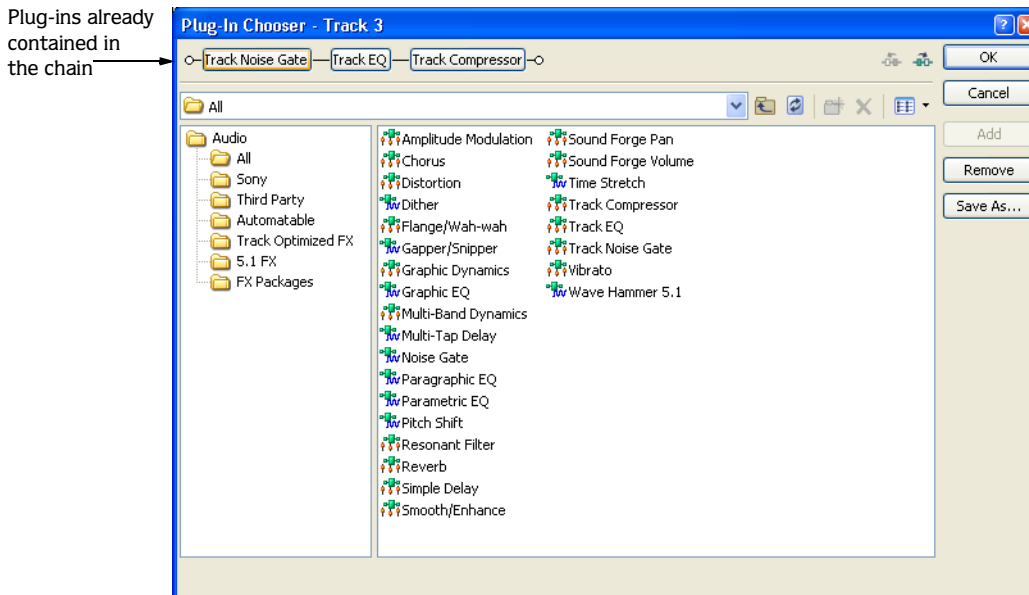 Plug-ins already
contained in
the chain
Plug-In Chooser - Track 3
Track Noise Gate
Track EQ
Track Compressor
OK
Cancel
Add
Remove
Save As...
All
Audio
All
Sony
Third Party
Automatable
Track Optimized FX
5.1 FX
FX Packages
Amplitude Modulation
Chorus
Distortion
Dither
Flange/Wah-wah
Gapper/Snipper
Graphic Dynamics
Graphic EQ
Multi-Band Dynamics
Multi-Tap Delay
Noise Gate
Paragraphic EQ
Parametric EQ
Pitch Shift
Resonant Filter
Reverb
Simple Delay
Smooth/Enhance
Sound Forge Pan
Sound Forge Volume
Time Stretch
Track Compressor
Track EQ
Track Noise Gate
Vibrato
Wave Hammer 5.1